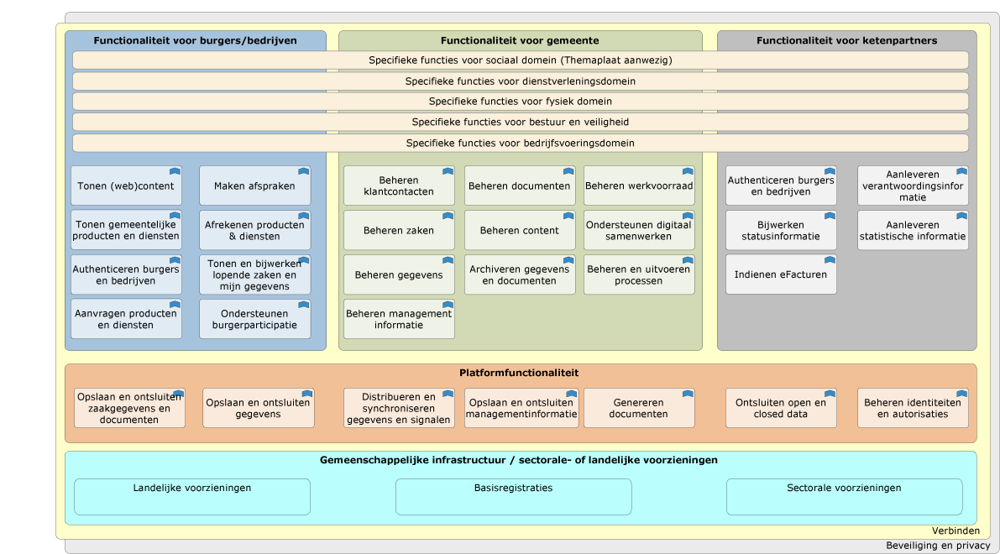 Functionaliteit voor burgers/bedrijven
Functionaliteit voor gemeente
Functionaliteit voor ketenpartners
Specifieke functies voor sociaal domein (Themaplaat aanwezig)
Specifieke functies voor dienstverleningsdomein
Specifieke functies voor fysiek domein
Specifieke functies voor bestuur en veiligheid
Specifieke functies voor bedrijfsvoeringsdomein
Tonen (web)content
Maken afspraken
Tonen gemeentelijke
producten en diensten
Afrekenen producten
& diensten
Authenticeren burgers
en bedrijven
Tonen en bijwerken
lopende zaken en
mijn gegevens
Aanvragen producten
en diensten
Ondersteunen
burgerparticipatie
Beheren
klantcontacten
Beheren documenten
Beheren werkvoorraad
Beheren zaken
Beheren content
Ondersteunen digitaal
samenwerken
Beheren gegevens
Archiveren gegevens
en documenten
Beheren en uitvoeren
processen
Beheren management
informatie
Authenticeren burgers
en bedrijven
Aanleveren
verantwoordingsinfor
matie
Bijwerken
statusinformatie
Aanleveren
statistische informatie
Indienen eFacturen
Platformfunctionaliteit
Opslaan en ontsluiten
zaakgegevens en
documenten
Opslaan en ontsluiten
gegevens
Distribueren en
synchroniseren
gegevens en signalen
Opslaan en ontsluiten
managementinformatie
Genereren
documenten
Ontsluiten open en
closed data
Beheren identiteiten
en autorisaties
Gemeenschappelijke infrastructuur / sectorale- of landelijke voorzieningen
Landelijke voorzieningen
Basisregistraties
Sectorale voorzieningen
Verbinden
Beveiliging en privacy